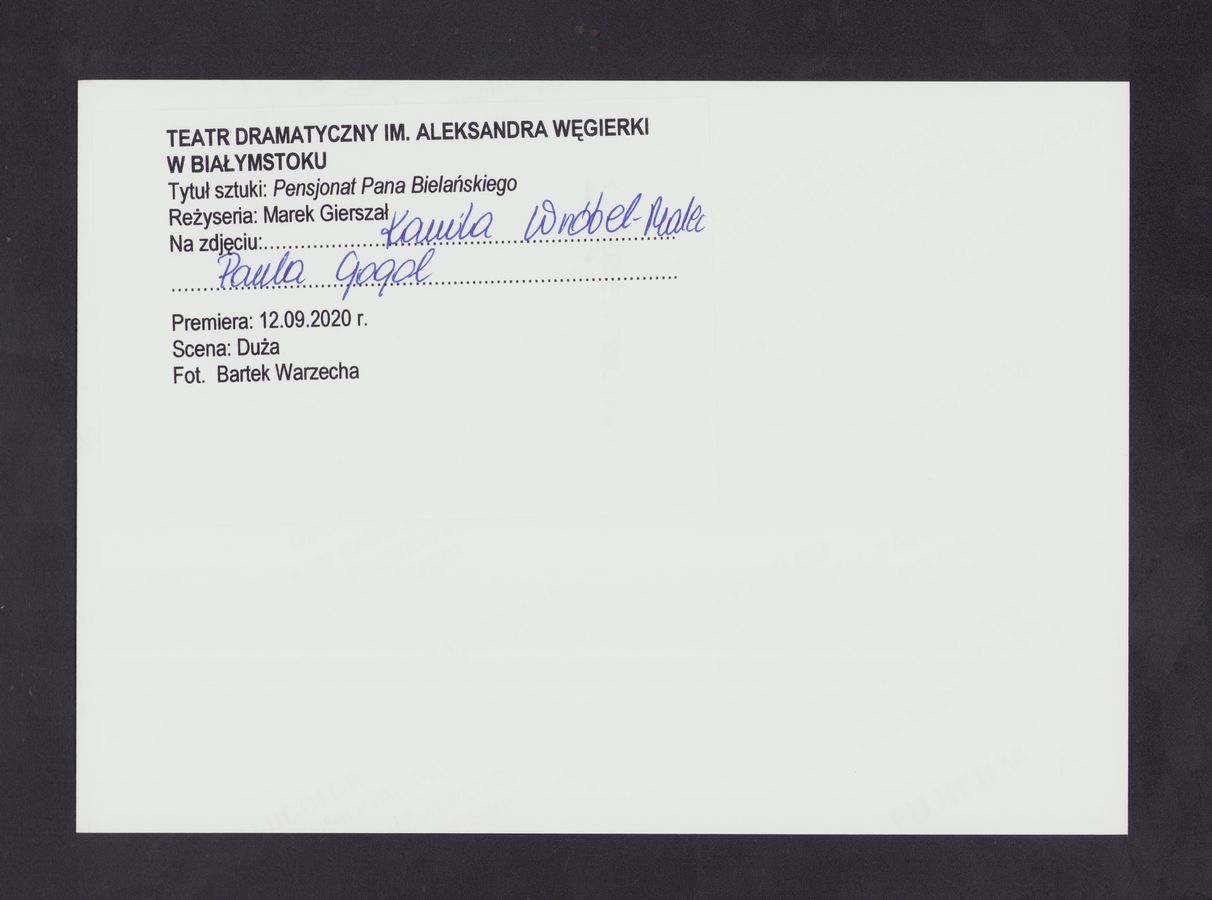 TEATR DRAMATYCZNY IM. ALEKSANDRA WĘGIERKI
W BIAŁYMSTOKU
Tytuł sztuki: Pensjonat Pana Bielańskiego
Reżyseria: Marek Gierszał
Na zdjęciu:........Kamila Wróbel-Malec
Paula Gogol
Premiera: 12.09.2020 r.
Scena: Duża
Fot. Bartek Warzecha